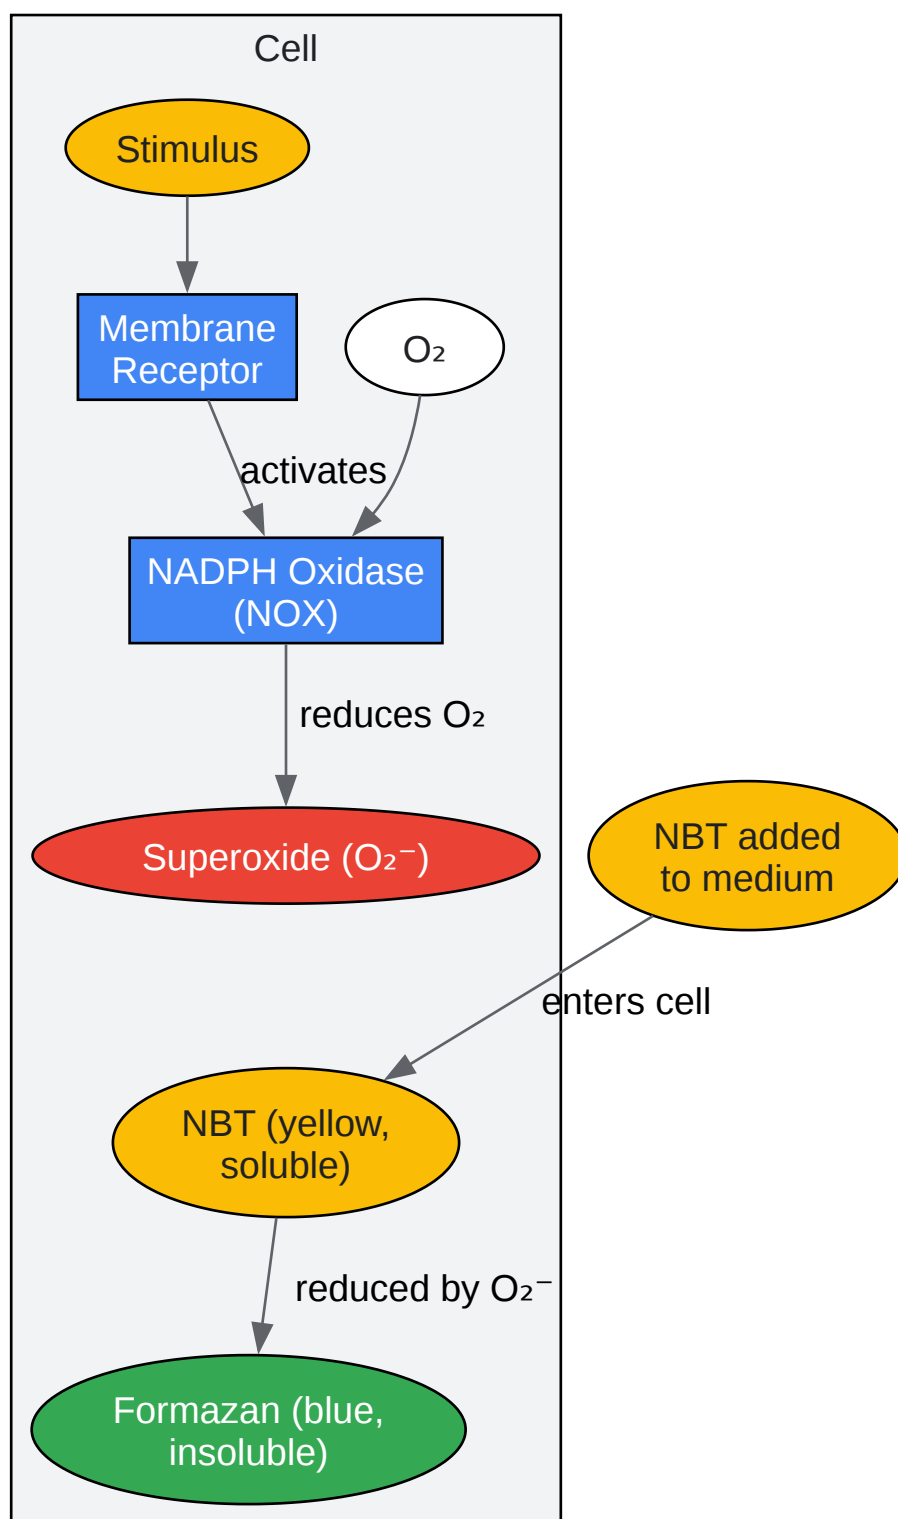 Cell
Stimulus
Membrane
Receptor
O₂
activates
NADPH Oxidase
(NOX)
reduces O₂
Superoxide (O₂⁻)
NBT added
to medium
enters cell
NBT (yellow,
soluble)
reduced by O₂⁻
Formazan (blue,
insoluble)